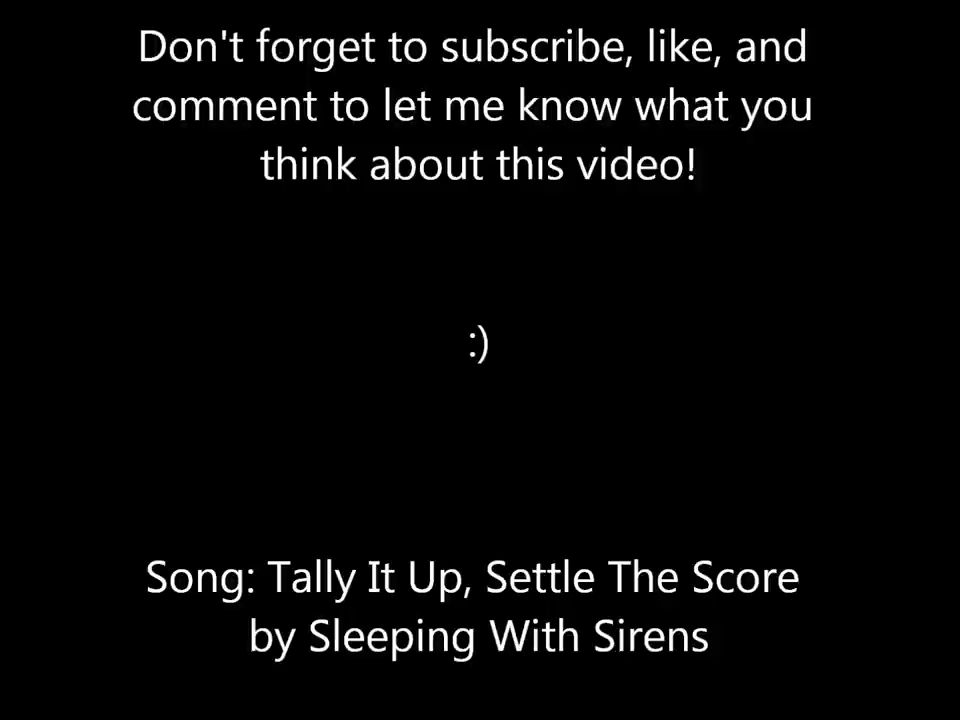 Don't forget to subscribe, like, and
comment to let me know what you
think about this video!
:)
Song: Tally It Up, Settle The Score
by Sleeping With Sirens